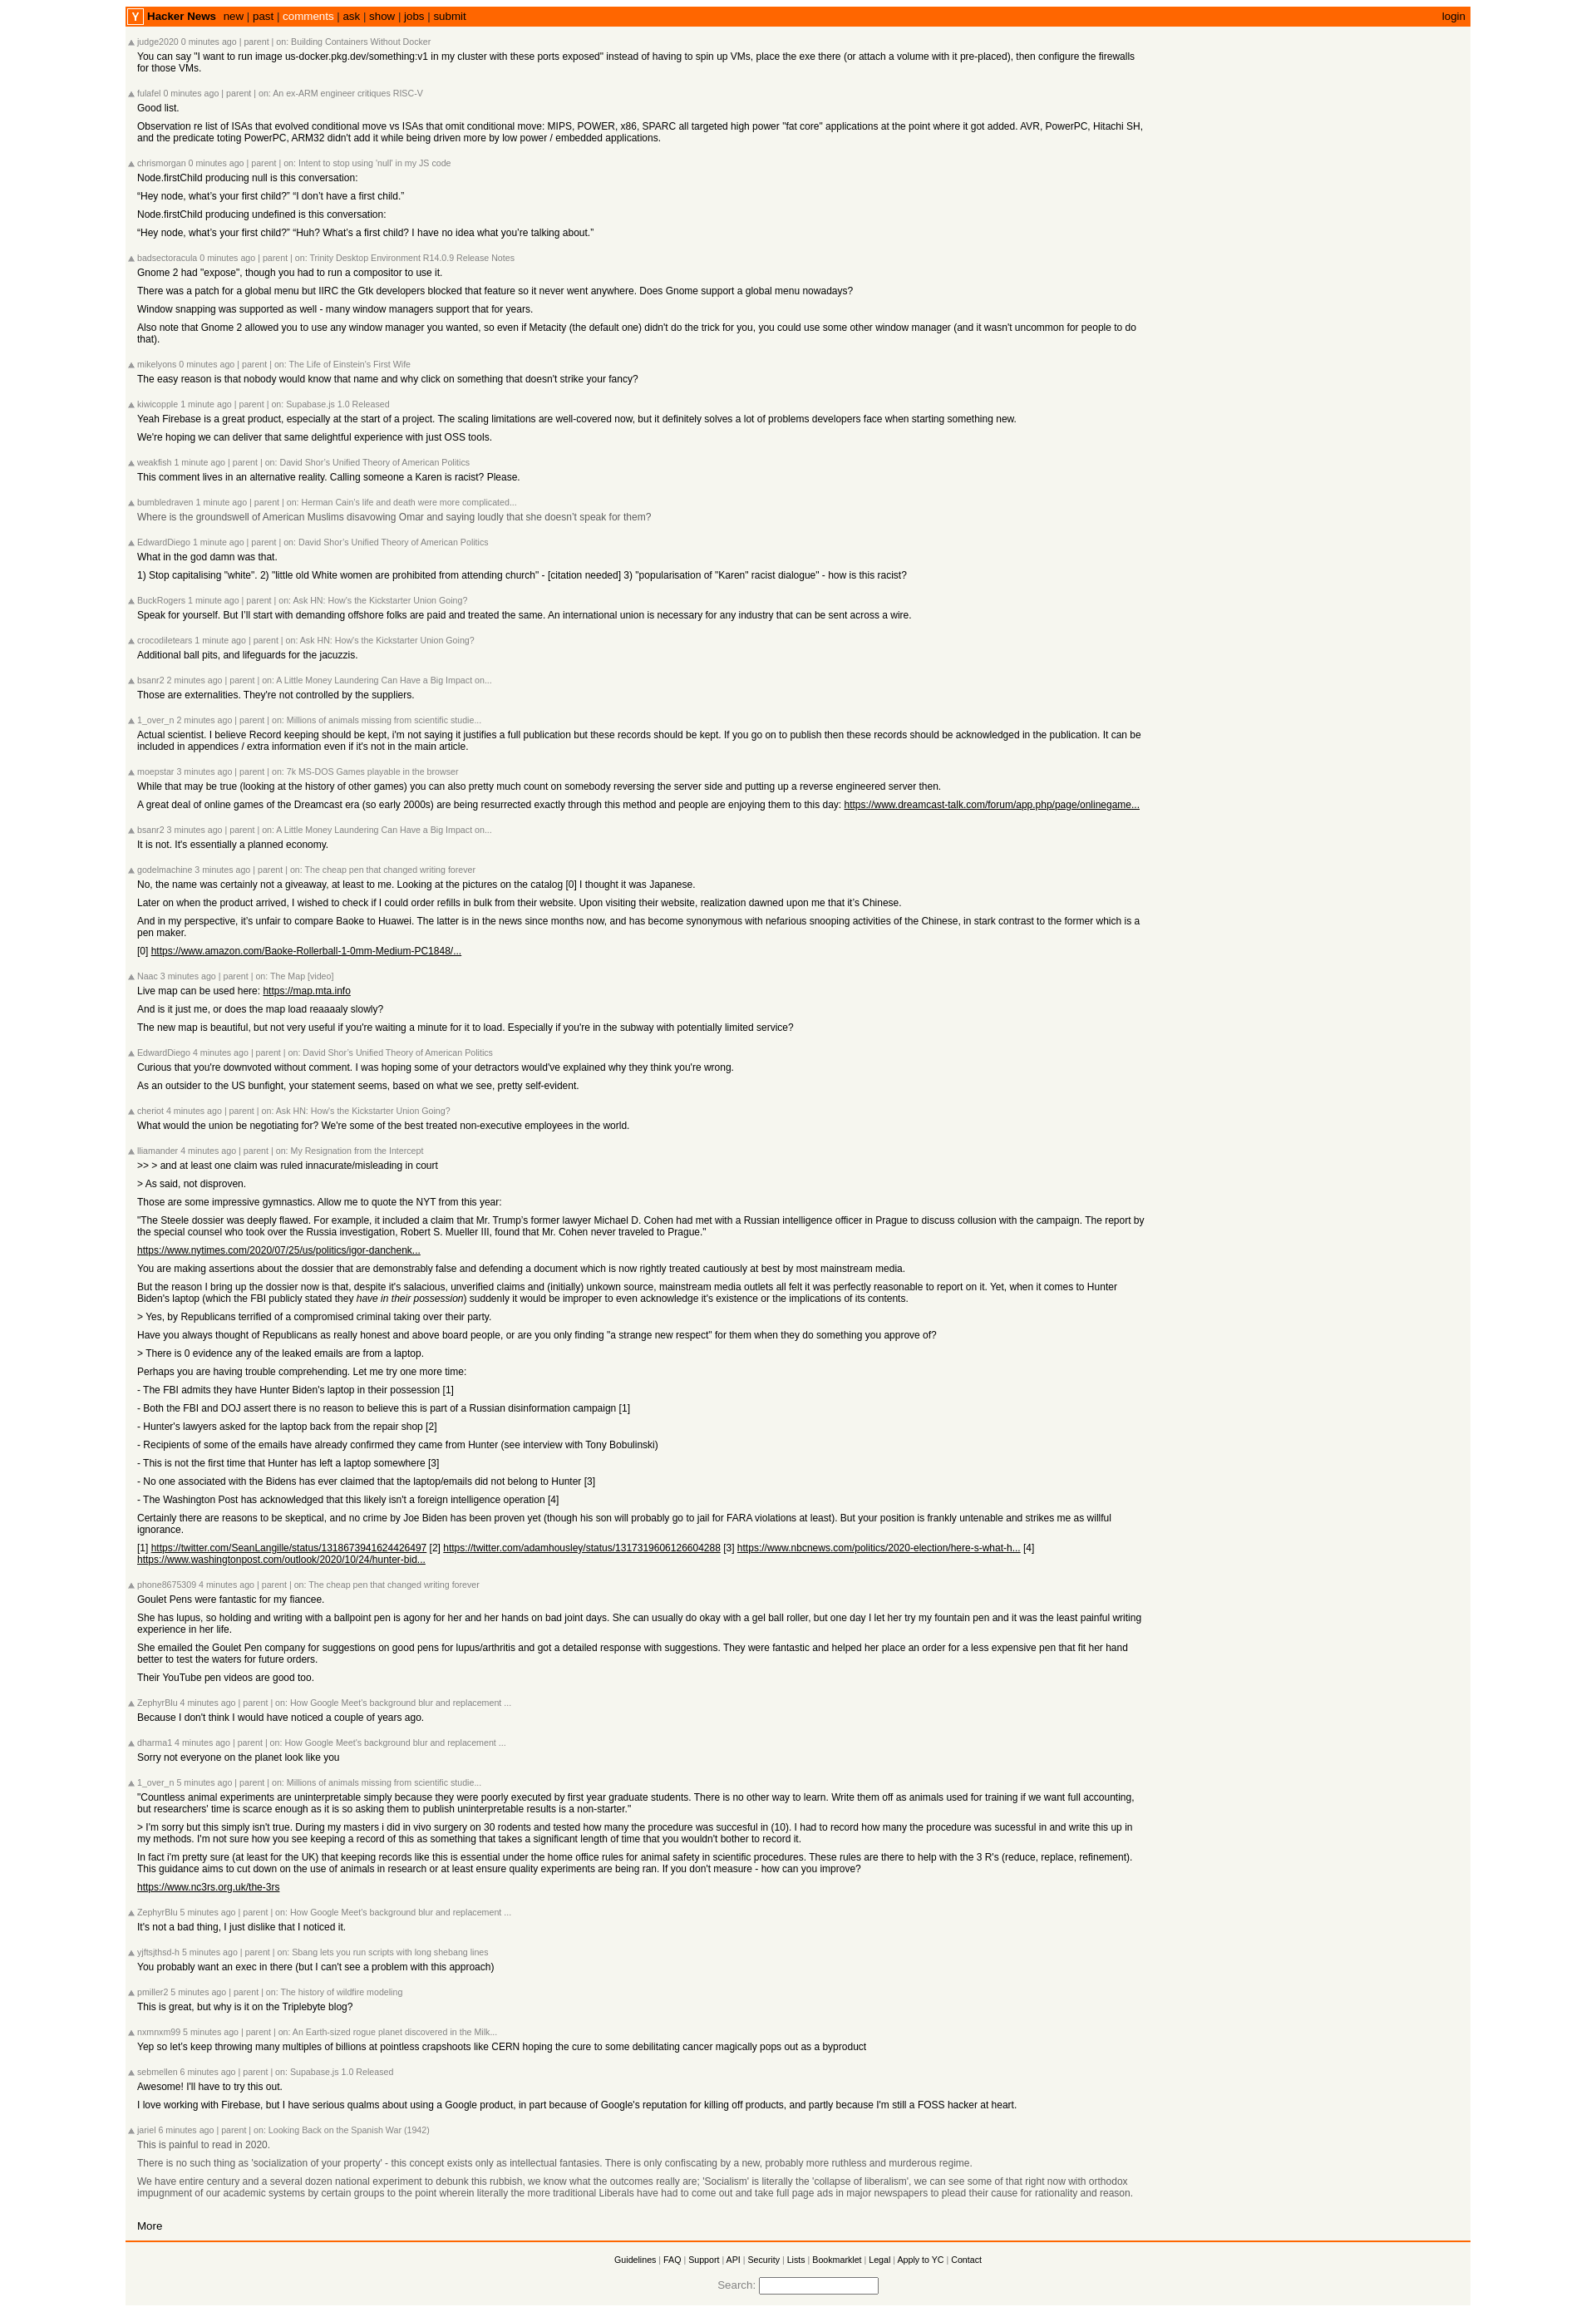 Y Hacker News new | past | comments | ask | show | jobs | submit login
judge2020 0 minutes ago | parent | on: Building Containers Without Docker
You can say "I want to run image us-docker.pkg.dev/something:v1 in my cluster with these ports exposed" instead of having to spin up VMs, place the exe there (or attach a volume with it pre-placed), then configure the firewalls
for those VMs.
fulafel 0 minutes ago | parent | on: An ex-ARM engineer critiques RISC-V
Good list.
Observation re list of ISAs that evolved conditional move vs ISAs that omit conditional move: MIPS, POWER, x86, SPARC all targeted high power "fat core" applications at the point where it got added. AVR, PowerPC, Hitachi SH,
and the predicate toting PowerPC, ARM32 didn't add it while being driven more by low power / embedded applications.
chrismorgan 0 minutes ago | parent | on: Intent to stop using 'null' in my JS code
Node.firstChild producing null is this conversation:
“Hey node, what’s your first child?” “I don’t have a first child.”
Node.firstChild producing undefined is this conversation:
“Hey node, what’s your first child?” “Huh? What’s a first child? I have no idea what you’re talking about.”
badsectoracula 0 minutes ago | parent | on: Trinity Desktop Environment R14.0.9 Release Notes
Gnome 2 had "expose", though you had to run a compositor to use it.
There was a patch for a global menu but IIRC the Gtk developers blocked that feature so it never went anywhere. Does Gnome support a global menu nowadays?
Window snapping was supported as well - many window managers support that for years.
Also note that Gnome 2 allowed you to use any window manager you wanted, so even if Metacity (the default one) didn't do the trick for you, you could use some other window manager (and it wasn't uncommon for people to do
that).
mikelyons 0 minutes ago | parent | on: The Life of Einstein's First Wife
The easy reason is that nobody would know that name and why click on something that doesn't strike your fancy?
kiwicopple 1 minute ago | parent | on: Supabase.js 1.0 Released
Yeah Firebase is a great product, especially at the start of a project. The scaling limitations are well-covered now, but it definitely solves a lot of problems developers face when starting something new.
We're hoping we can deliver that same delightful experience with just OSS tools.
weakfish 1 minute ago | parent | on: David Shor's Unified Theory of American Politics
This comment lives in an alternative reality. Calling someone a Karen is racist? Please.
bumbledraven 1 minute ago | parent | on: Herman Cain's life and death were more complicated...
Where is the groundswell of American Muslims disavowing Omar and saying loudly that she doesn’t speak for them?
EdwardDiego 1 minute ago | parent | on: David Shor's Unified Theory of American Politics
What in the god damn was that.
1) Stop capitalising "white". 2) "little old White women are prohibited from attending church" - [citation needed] 3) "popularisation of "Karen" racist dialogue" - how is this racist?
BuckRogers 1 minute ago | parent | on: Ask HN: How's the Kickstarter Union Going?
Speak for yourself. But I’ll start with demanding offshore folks are paid and treated the same. An international union is necessary for any industry that can be sent across a wire.
crocodiletears 1 minute ago | parent | on: Ask HN: How's the Kickstarter Union Going?
Additional ball pits, and lifeguards for the jacuzzis.
bsanr2 2 minutes ago | parent | on: A Little Money Laundering Can Have a Big Impact on...
Those are externalities. They're not controlled by the suppliers.
1_over_n 2 minutes ago | parent | on: Millions of animals missing from scientific studie...
Actual scientist. I believe Record keeping should be kept, i'm not saying it justifies a full publication but these records should be kept. If you go on to publish then these records should be acknowledged in the publication. It can be
included in appendices / extra information even if it's not in the main article.
moepstar 3 minutes ago | parent | on: 7k MS-DOS Games playable in the browser
While that may be true (looking at the history of other games) you can also pretty much count on somebody reversing the server side and putting up a reverse engineered server then.
A great deal of online games of the Dreamcast era (so early 2000s) are being resurrected exactly through this method and people are enjoying them to this day: https://www.dreamcast-talk.com/forum/app.php/page/onlinegame...
bsanr2 3 minutes ago | parent | on: A Little Money Laundering Can Have a Big Impact on...
It is not. It's essentially a planned economy.
godelmachine 3 minutes ago | parent | on: The cheap pen that changed writing forever
No, the name was certainly not a giveaway, at least to me. Looking at the pictures on the catalog [0] I thought it was Japanese.
Later on when the product arrived, I wished to check if I could order refills in bulk from their website. Upon visiting their website, realization dawned upon me that it’s Chinese.
And in my perspective, it’s unfair to compare Baoke to Huawei. The latter is in the news since months now, and has become synonymous with nefarious snooping activities of the Chinese, in stark contrast to the former which is a
pen maker.
[0] https://www.amazon.com/Baoke-Rollerball-1-0mm-Medium-PC1848/...
Naac 3 minutes ago | parent | on: The Map [video]
Live map can be used here: https://map.mta.info
And is it just me, or does the map load reaaaaly slowly?
The new map is beautiful, but not very useful if you're waiting a minute for it to load. Especially if you're in the subway with potentially limited service?
EdwardDiego 4 minutes ago | parent | on: David Shor's Unified Theory of American Politics
Curious that you're downvoted without comment. I was hoping some of your detractors would've explained why they think you're wrong.
As an outsider to the US bunfight, your statement seems, based on what we see, pretty self-evident.
cheriot 4 minutes ago | parent | on: Ask HN: How's the Kickstarter Union Going?
What would the union be negotiating for? We're some of the best treated non-executive employees in the world.
lliamander 4 minutes ago | parent | on: My Resignation from the Intercept
>> > and at least one claim was ruled innacurate/misleading in court
> As said, not disproven.
Those are some impressive gymnastics. Allow me to quote the NYT from this year:
"The Steele dossier was deeply flawed. For example, it included a claim that Mr. Trump’s former lawyer Michael D. Cohen had met with a Russian intelligence officer in Prague to discuss collusion with the campaign. The report by
the special counsel who took over the Russia investigation, Robert S. Mueller III, found that Mr. Cohen never traveled to Prague."
https://www.nytimes.com/2020/07/25/us/politics/igor-danchenk...
You are making assertions about the dossier that are demonstrably false and defending a document which is now rightly treated cautiously at best by most mainstream media.
But the reason I bring up the dossier now is that, despite it's salacious, unverified claims and (initially) unkown source, mainstream media outlets all felt it was perfectly reasonable to report on it. Yet, when it comes to Hunter
Biden's laptop (which the FBI publicly stated they have in their possession) suddenly it would be improper to even acknowledge it's existence or the implications of its contents.
> Yes, by Republicans terrified of a compromised criminal taking over their party.
Have you always thought of Republicans as really honest and above board people, or are you only finding "a strange new respect" for them when they do something you approve of?
> There is 0 evidence any of the leaked emails are from a laptop.
Perhaps you are having trouble comprehending. Let me try one more time:
- The FBI admits they have Hunter Biden's laptop in their possession [1]
- Both the FBI and DOJ assert there is no reason to believe this is part of a Russian disinformation campaign [1]
- Hunter's lawyers asked for the laptop back from the repair shop [2]
- Recipients of some of the emails have already confirmed they came from Hunter (see interview with Tony Bobulinski)
- This is not the first time that Hunter has left a laptop somewhere [3]
- No one associated with the Bidens has ever claimed that the laptop/emails did not belong to Hunter [3]
- The Washington Post has acknowledged that this likely isn't a foreign intelligence operation [4]
Certainly there are reasons to be skeptical, and no crime by Joe Biden has been proven yet (though his son will probably go to jail for FARA violations at least). But your position is frankly untenable and strikes me as willful
ignorance.
[1] https://twitter.com/SeanLangille/status/1318673941624426497 [2] https://twitter.com/adamhousley/status/1317319606126604288 [3] https://www.nbcnews.com/politics/2020-election/here-s-what-h... [4]
https://www.washingtonpost.com/outlook/2020/10/24/hunter-bid...
phone8675309 4 minutes ago | parent | on: The cheap pen that changed writing forever
Goulet Pens were fantastic for my fiancee.
She has lupus, so holding and writing with a ballpoint pen is agony for her and her hands on bad joint days. She can usually do okay with a gel ball roller, but one day I let her try my fountain pen and it was the least painful writing
experience in her life.
She emailed the Goulet Pen company for suggestions on good pens for lupus/arthritis and got a detailed response with suggestions. They were fantastic and helped her place an order for a less expensive pen that fit her hand
better to test the waters for future orders.
Their YouTube pen videos are good too.
ZephyrBlu 4 minutes ago | parent | on: How Google Meet's background blur and replacement ...
Because I don't think I would have noticed a couple of years ago.
dharma1 4 minutes ago | parent | on: How Google Meet's background blur and replacement ...
Sorry not everyone on the planet look like you
1_over_n 5 minutes ago | parent | on: Millions of animals missing from scientific studie...
"Countless animal experiments are uninterpretable simply because they were poorly executed by first year graduate students. There is no other way to learn. Write them off as animals used for training if we want full accounting,
but researchers' time is scarce enough as it is so asking them to publish uninterpretable results is a non-starter."
> I'm sorry but this simply isn't true. During my masters i did in vivo surgery on 30 rodents and tested how many the procedure was succesful in (10). I had to record how many the procedure was sucessful in and write this up in
my methods. I'm not sure how you see keeping a record of this as something that takes a significant length of time that you wouldn't bother to record it.
In fact i'm pretty sure (at least for the UK) that keeping records like this is essential under the home office rules for animal safety in scientific procedures. These rules are there to help with the 3 R's (reduce, replace, refinement).
This guidance aims to cut down on the use of animals in research or at least ensure quality experiments are being ran. If you don't measure - how can you improve?
https://www.nc3rs.org.uk/the-3rs
ZephyrBlu 5 minutes ago | parent | on: How Google Meet's background blur and replacement ...
It's not a bad thing, I just dislike that I noticed it.
yjftsjthsd-h 5 minutes ago | parent | on: Sbang lets you run scripts with long shebang lines
You probably want an exec in there (but I can't see a problem with this approach)
pmiller2 5 minutes ago | parent | on: The history of wildfire modeling
This is great, but why is it on the Triplebyte blog?
nxmnxm99 5 minutes ago | parent | on: An Earth-sized rogue planet discovered in the Milk...
Yep so let’s keep throwing many multiples of billions at pointless crapshoots like CERN hoping the cure to some debilitating cancer magically pops out as a byproduct
sebmellen 6 minutes ago | parent | on: Supabase.js 1.0 Released
Awesome! I'll have to try this out.
I love working with Firebase, but I have serious qualms about using a Google product, in part because of Google's reputation for killing off products, and partly because I'm still a FOSS hacker at heart.
jariel 6 minutes ago | parent | on: Looking Back on the Spanish War (1942)
This is painful to read in 2020.
There is no such thing as 'socialization of your property' - this concept exists only as intellectual fantasies. There is only confiscating by a new, probably more ruthless and murderous regime.
We have entire century and a several dozen national experiment to debunk this rubbish, we know what the outcomes really are; 'Socialism' is literally the 'collapse of liberalism', we can see some of that right now with orthodox
impugnment of our academic systems by certain groups to the point wherein literally the more traditional Liberals have had to come out and take full page ads in major newspapers to plead their cause for rationality and reason.
More
Guidelines | FAQ | Support | API | Security | Lists | Bookmarklet | Legal | Apply to YC | Contact
Search: